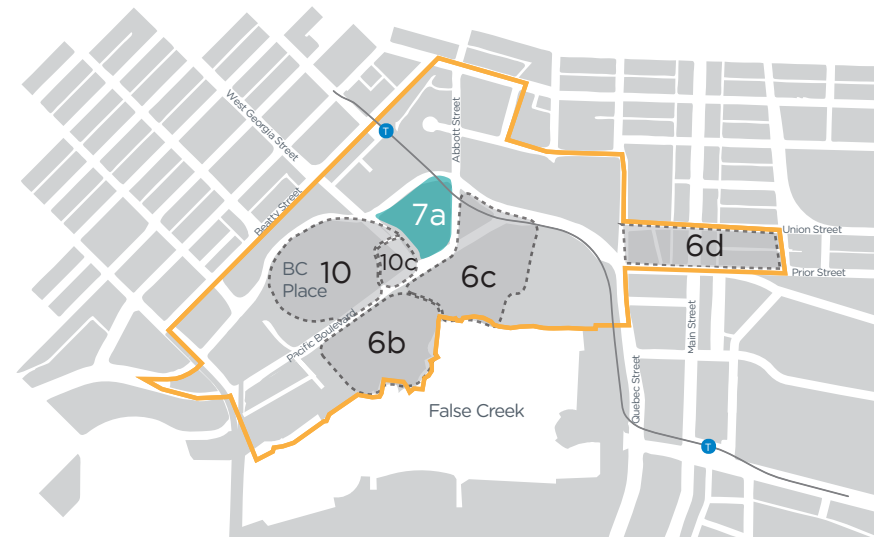 West Georgia Street
Abbott Street
T
Beatty Street
7a
Union Street
6d
Prior Street
BC
Place
10
10c
6c
Pacific Boulevard
6b
Main Street
Quebec Street
False Creek
T